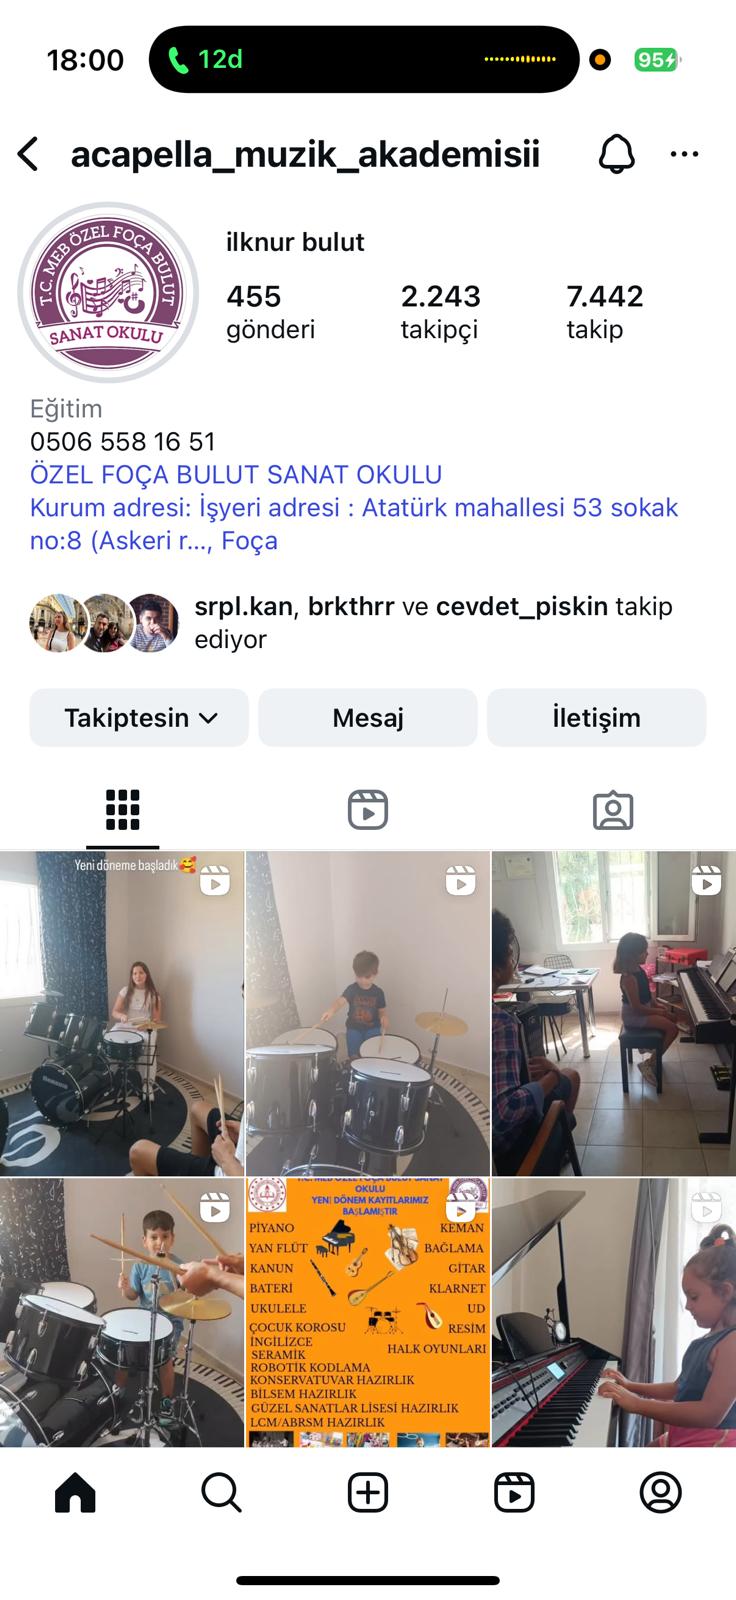 18:00
12d
95
acapella_muzik_akademisii
T.C. MEB ÖZEL FOÇA BULUT
SANAT OKULU
ilknur bulut
455
2.243
7.442
gönderi
takipçi
takip
Eğitim
0506 558 16 51
ÖZEL FOÇA BULUT SANAT OKULU
Kurum adresi: İşyeri adresi : Atatürk mahallesi 53 sokak
no:8 (Askeri r..., Foça
srpl.kan, brkthrr ve cevdet_piskin takip
ediyor
Takiptesin
Mesaj
İletişim
Yeni döneme başladık
T.C. MEB ÖZEL FOÇA BULUT SANAT
OKULU
YENİ DÖNEM KAYITLARIMIZ
BAŞLAMIŞTIR
PİYANO
KEMAN
YAN FLÜT
BAĞLAMA
KANUN
GİTAR
BATERİ
KLARNET
UKULELE
UD
ÇOCUK KOROSU
RESİM
İNGİLİZCE
HALK OYUNLARI
SERAMİK
ROBOTİK KODLAMA
KONSERVATUVAR HAZIRLIK
BİLSEM HAZIRLIK
GÜZEL SANATLAR LİSESİ HAZIRLIK
LCM/ABRSM HAZIRLIK